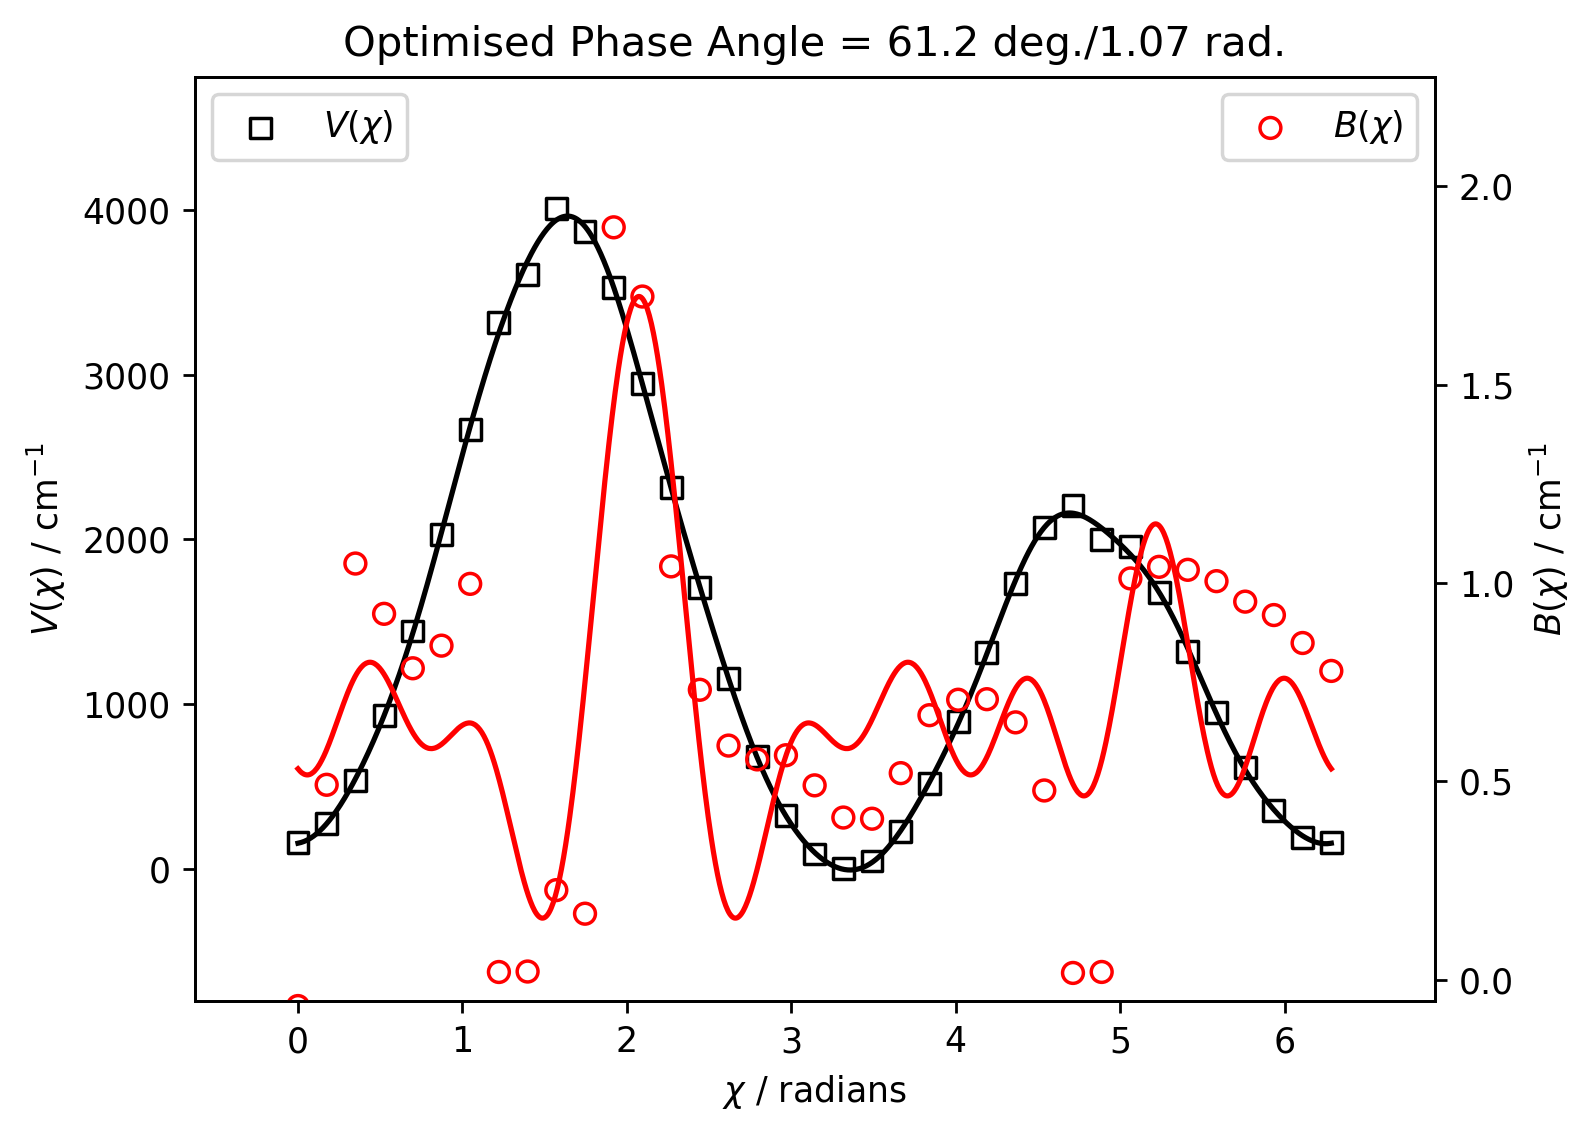 Optimised Phase Angle = 61.2 deg./1.07 rad.
V(χ)
B(χ)
4000
3000
2000
1000
0
V(χ) / cm⁻¹
2.0
1.5
1.0
0.5
0.0
B(χ) / cm⁻¹
0 1 2 3 4 5 6
χ / radians